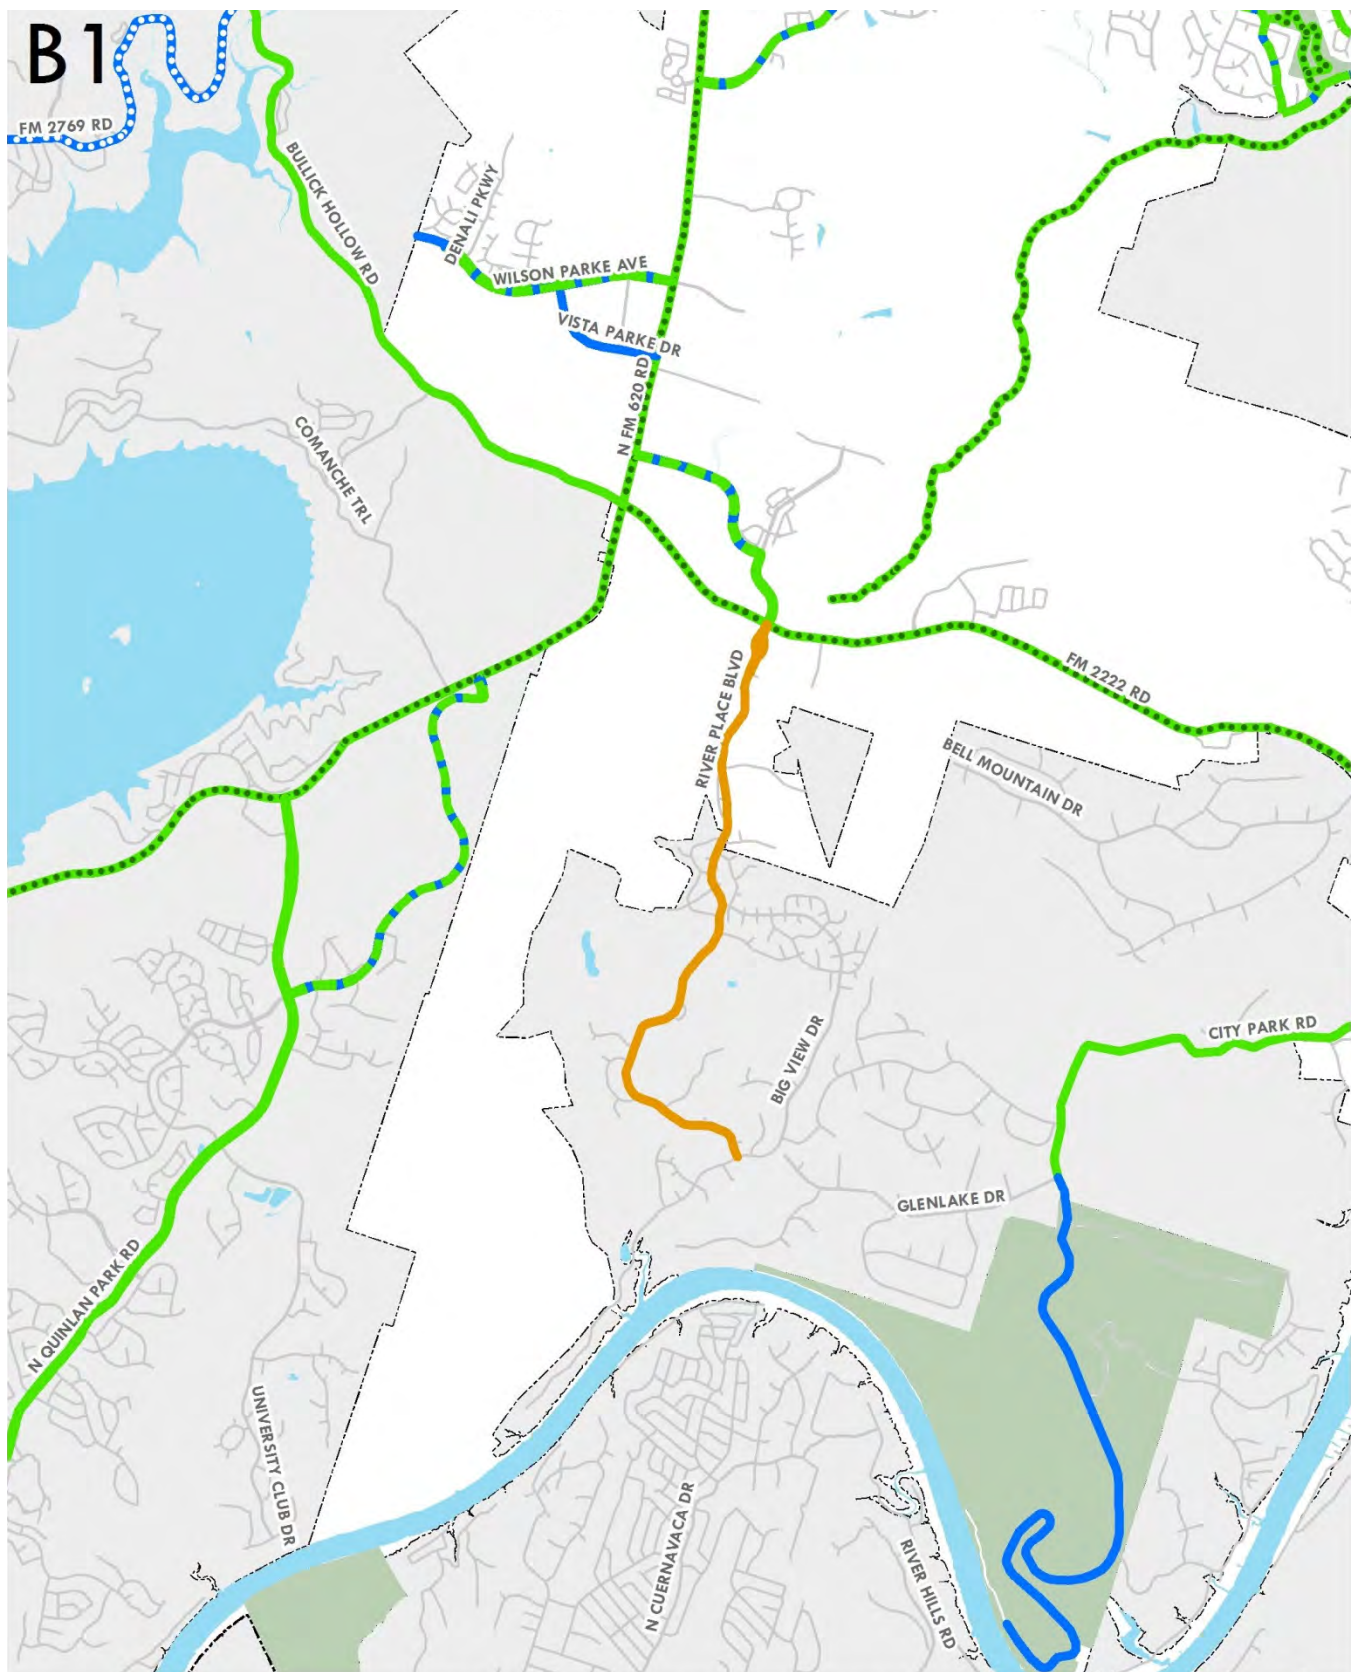 B1
FM 2769 RD
BULLICK HOLLOW RD
DENALI PKWY
WILSON PARKE AVE
VISTA PARKE DR
N FM 620 RD
COMANCHE TRL
RIVER PLACE BLVD
FM 2222 RD
BELL MOUNTAIN DR
CITY PARK RD
BIG VIEW DR
GLENLAKE DR
N QUINLAN PARK RD
UNIVERSITY CLUB DR
N CUERNAVACA DR
RIVER HILLS RD